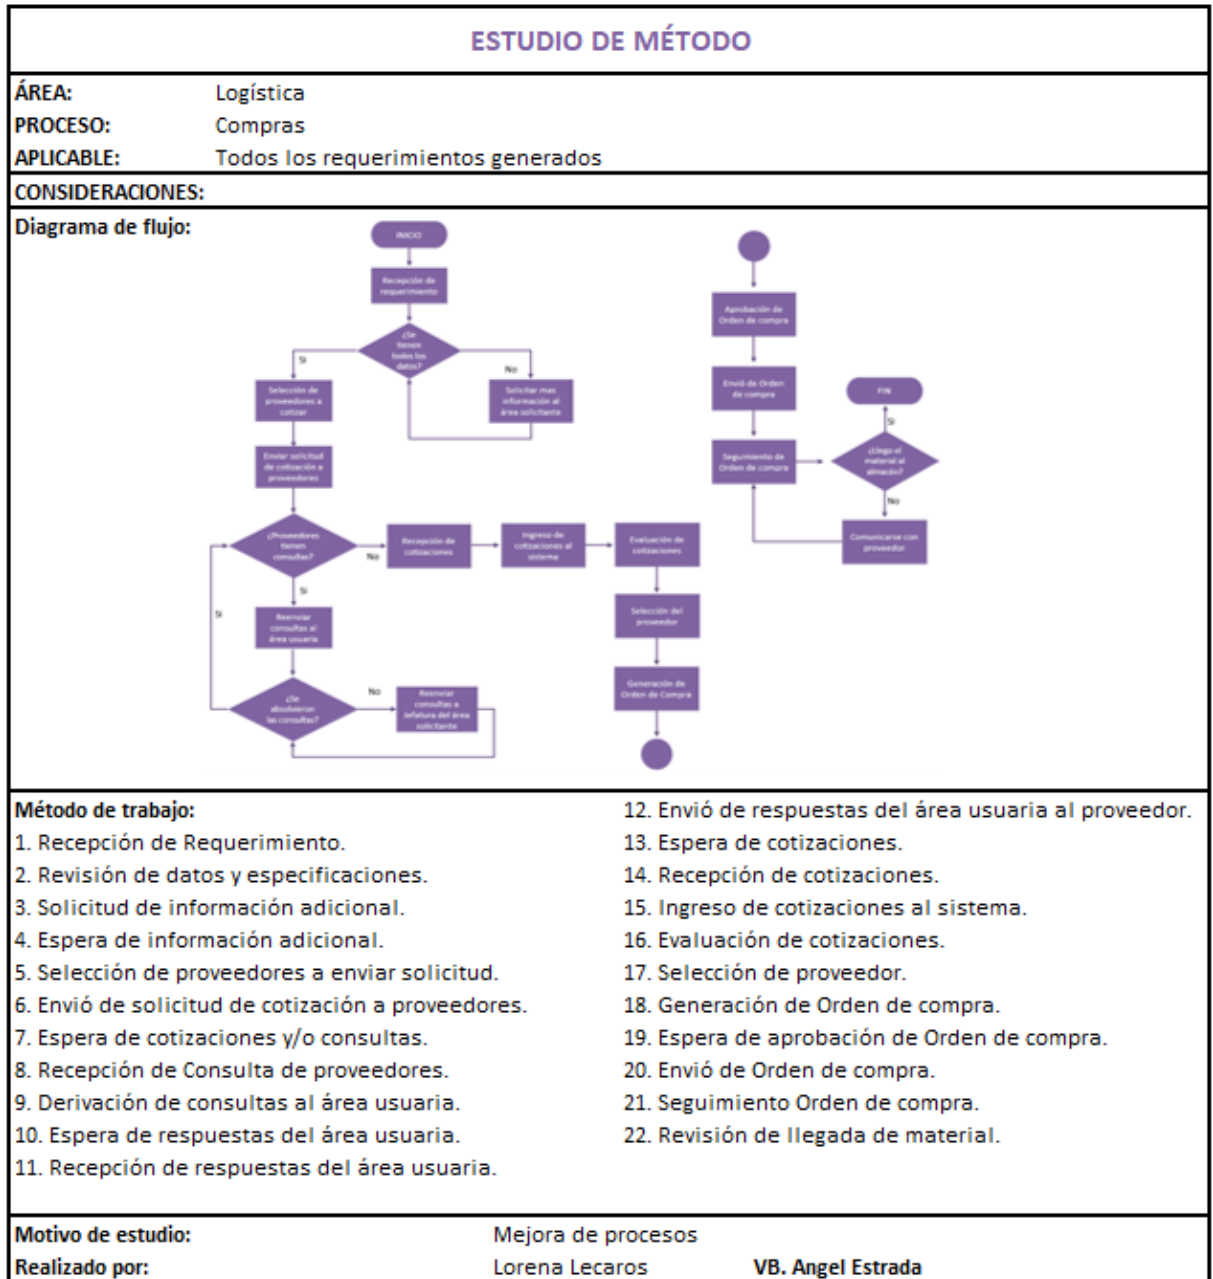 ESTUDIO DE MÉTODO
ÁREA: Logística
PROCESO: Compras
APLICABLE: Todos los requerimientos generados
CONSIDERACIONES:
Diagrama de flujo:
INICIO
Recepción de
requerimiento
¿Se
tienen
todos los
datos?
Si
No
Selección de
proveedores a
cotizar
Solicitar mas
información al
área solicitante
Enviar solicitud
de cotización a
proveedores
¿Proveedores
tienen
consultas?
No
Recepción de
cotizaciones
Ingreso de
cotizaciones al
sistema
Evaluación de
cotizaciones
Si
Si
Reenviar
consultas al
área usuaria
Selección del
proveedor
¿Se
absolvieron
las consultas?
No
Reenviar
consultas a
Jefatura del área
solicitante
Generación de
Orden de Compra
Aprobación de
Orden de compra
Envió de Orden
de compra
FIN
Si
Seguimiento de
Orden de compra
¿Llego el
material al
almacén?
No
Comunicarse con
proveedor
Método de trabajo:
1. Recepción de Requerimiento.
2. Revisión de datos y especificaciones.
3. Solicitud de información adicional.
4. Espera de información adicional.
5. Selección de proveedores a enviar solicitud.
6. Envió de solicitud de cotización a proveedores.
7. Espera de cotizaciones y/o consultas.
8. Recepción de Consulta de proveedores.
9. Derivación de consultas al área usuaria.
10. Espera de respuestas del área usuaria.
11. Recepción de respuestas del área usuaria.
12. Envió de respuestas del área usuaria al proveedor.
13. Espera de cotizaciones.
14. Recepción de cotizaciones.
15. Ingreso de cotizaciones al sistema.
16. Evaluación de cotizaciones.
17. Selección de proveedor.
18. Generación de Orden de compra.
19. Espera de aprobación de Orden de compra.
20. Envió de Orden de compra.
21. Seguimiento Orden de compra.
22. Revisión de llegada de material.
Motivo de estudio: Mejora de procesos
Realizado por: Lorena Lecaros VB. Angel Estrada